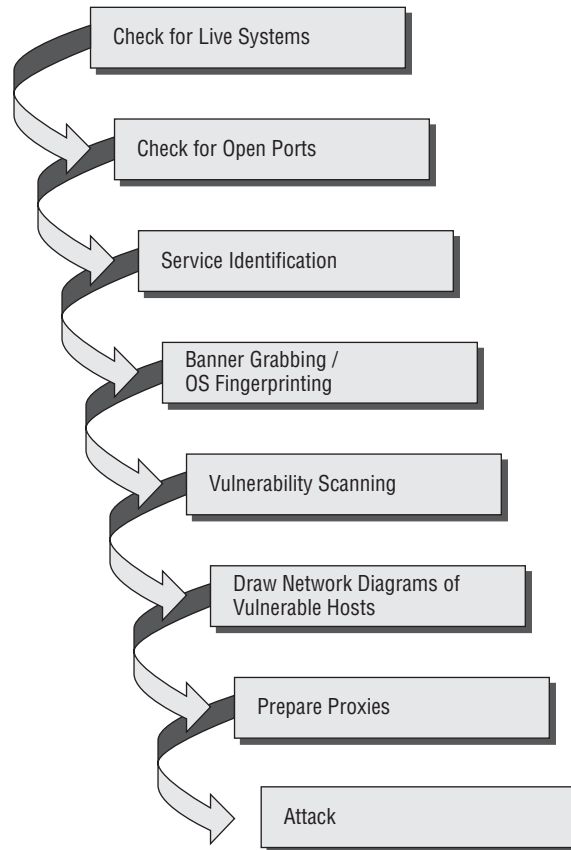 Check for Live Systems
Check for Open Ports
Service Identification
Banner Grabbing /
OS Fingerprinting
Vulnerability Scanning
Draw Network Diagrams of
Vulnerable Hosts
Prepare Proxies
Attack